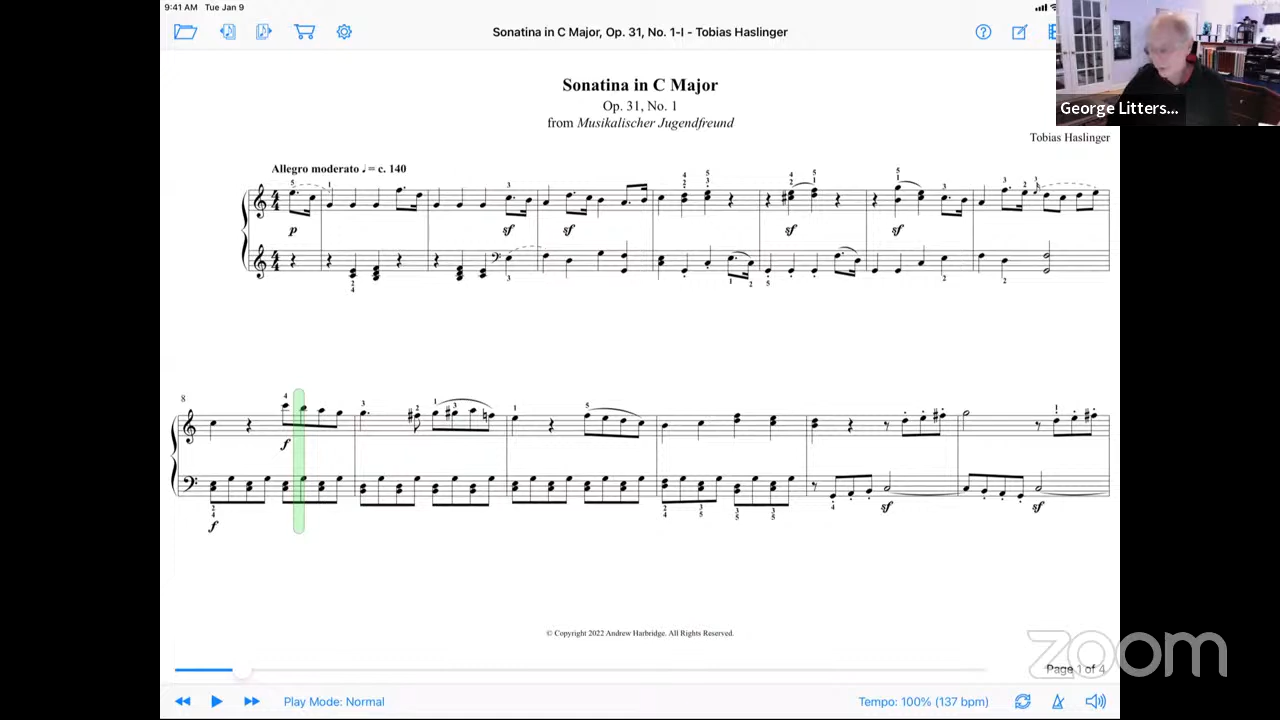 9:41 AM Tue Jan 9
Sonatina in C Major, Op. 31, No. 1-I - Tobias Haslinger
George Litters...
Sonatina in C Major
Op. 31, No. 1
from Musikalischer Jugendfreund
Tobias Haslinger
Allegro moderato ♩ = c. 140
p
sf
sf
sf
sf
8
f
f
sf
sf
© Copyright 2022 Andrew Harbridge. All Rights Reserved.
zoom
Page 1 of 4
Play Mode: Normal
Tempo: 100% (137 bpm)